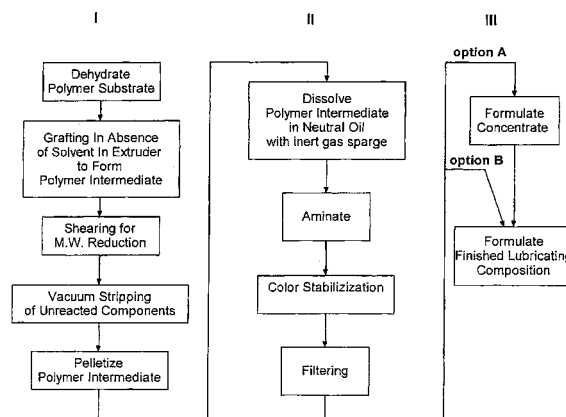 I
Dehydrate
Polymer Substrate
Grafting In Absence
of Solvent In Extruder
to Form
Polymer Intermediate
Shearing for
M.W. Reduction
Vacuum Stripping
of Unreacted Components
Pelletize
Polymer Intermediate
II
Dissolve
Polymer Intermediate
in Neutral Oil
with inert gas sparge
Aminate
Color Stabilizization
Filtering
III
option A
Formulate
Concentrate
option B
Formulate
Finished Lubricating
Composition